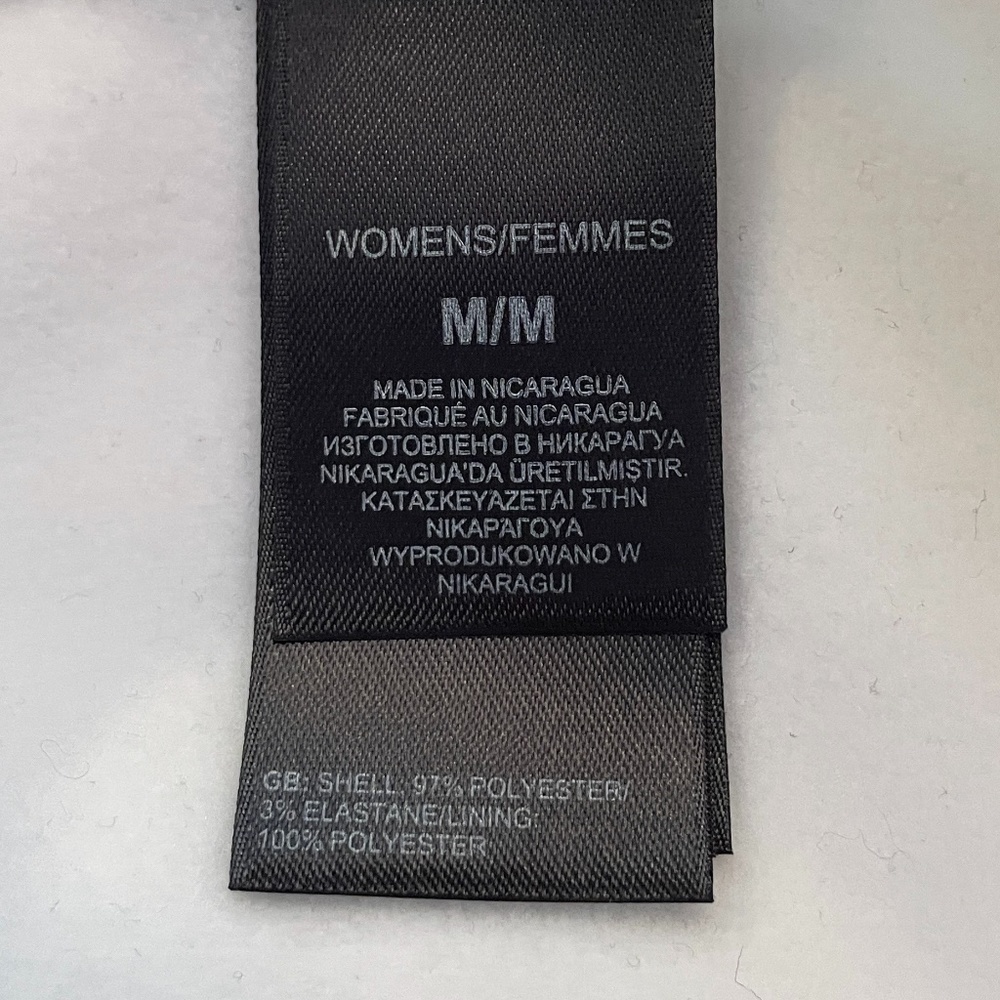 WOMENS/FEMMES
M/M
MADE IN NICARAGUA
FABRIQUÉ AU NICARAGUA
ИЗГОТОВЛЕНО В НИКАРАГУА
NIKARAGUA'DA ÜRETILMIŞTIR.
ΚΑΤΑΣΚΕΥΑΖΕΤΑΙ ΣΤΗΝ
ΝΙΚΑΡΆΓΟΥΑ
WYPRODUKOWANO W
NIKARAGUI
GB: SHELL: 97% POLYESTER/
3% ELASTANE/LINING:
100% POLYESTER